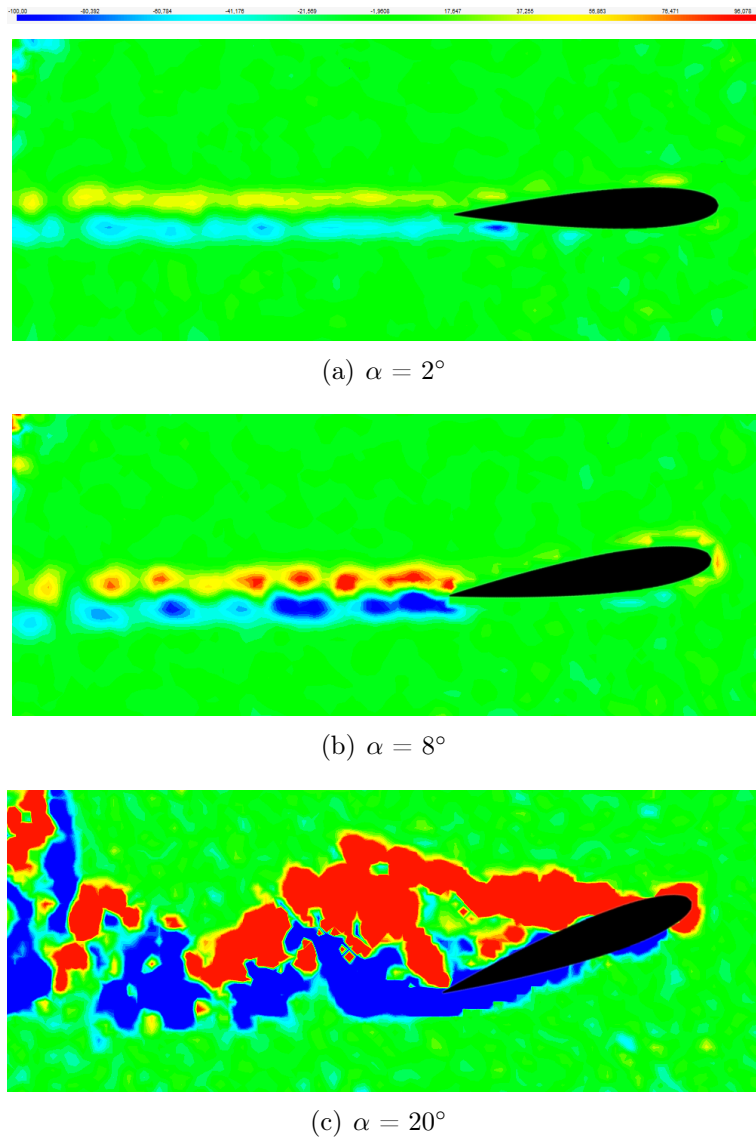 -100,00 -80,392 -60,784 -41,176 -21,569 -1,9608 17,647 37,255 56,863 76,471 96,078
(a) α = 2°
(b) α = 8°
(c) α = 20°